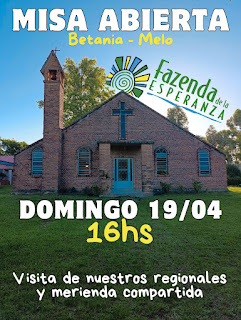 MISA ABIERTA
Betania - Melo
Fazenda
de la
ESPERANZA
DOMINGO 19/04
16hs
Visita de nuestros regionales
y merienda compartida